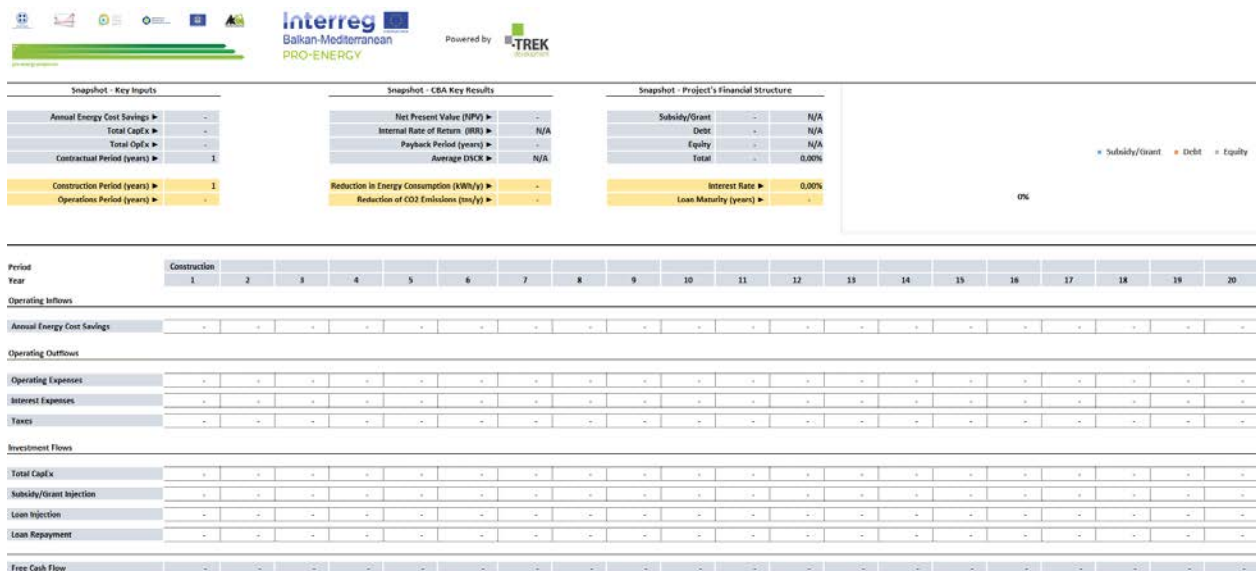 Interreg
Balkan-Mediterranean
PRO-ENERGY
Powered by
-TREK
development
Snapshot - Key Inputs
Annual Energy Cost Savings ► -
Total CapEx ► -
Total OpEx ► -
Contractual Period (years) ► 1
Construction Period (years) ► 1
Operations Period (years) ► -
Snapshot - CBA Key Results
Net Present Value (NPV) ► -
Internal Rate of Return (IRR) ► N/A
Payback Period (years) ► -
Average DSCR ► N/A
Reduction in Energy Consumption (kWh/y) ► -
Reduction of CO2 Emissions (tns/y) ► -
Snapshot - Project's Financial Structure
Subsidy/Grant - N/A
Debt - N/A
Equity - N/A
Total - 0,00%
Interest Rate ► 0,00%
Loan Maturity (years) ► -
Subsidy/Grant Debt Equity
0%
Period Construction
Year 1 2 3 4 5 6 7 8 9 10 11 12 13 14 15 16 17 18 19 20
Operating Inflows
Annual Energy Cost Savings - - - - - - - - - - - - - - - - - - - -
Operating Outflows
Operating Expenses - - - - - - - - - - - - - - - - - - - -
Interest Expenses - - - - - - - - - - - - - - - - - - - -
Taxes - - - - - - - - - - - - - - - - - - - -
Investment Flows
Total CapEx - - - - - - - - - - - - - - - - - - - -
Subsidy/Grant Injection - - - - - - - - - - - - - - - - - - - -
Loan Injection - - - - - - - - - - - - - - - - - - - -
Loan Repayment - - - - - - - - - - - - - - - - - - - -
Free Cash Flow - - - - - - - - - - - - - - - - - - - -